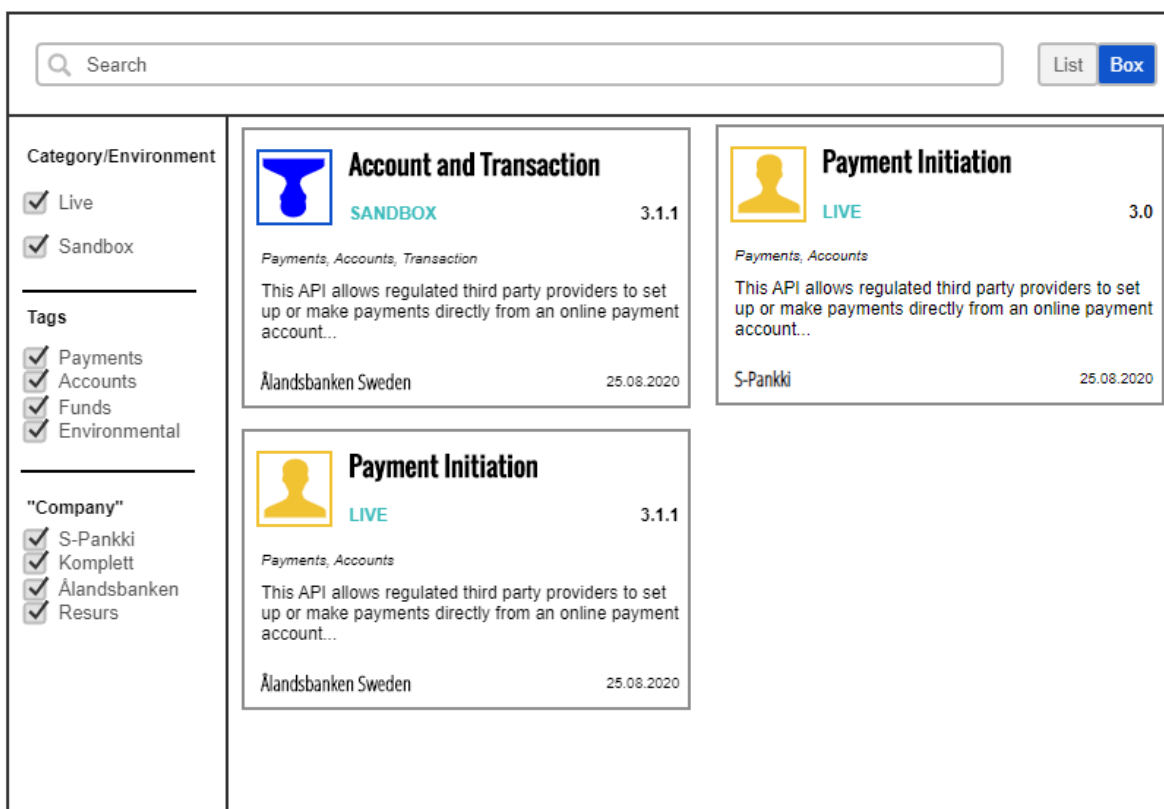 Search
List
Box
Category/Environment
Live
Sandbox
Tags
Payments
Accounts
Funds
Environmental
"Company"
S-Pankki
Komplett
Ålandsbanken
Resurs
Account and Transaction
SANDBOX 3.1.1
Payments, Accounts, Transaction
This API allows regulated third party providers to set
up or make payments directly from an online payment
account...
Ålandsbanken Sweden 25.08.2020
Payment Initiation
LIVE 3.0
Payments, Accounts
This API allows regulated third party providers to set
up or make payments directly from an online payment
account...
S-Pankki 25.08.2020
Payment Initiation
LIVE 3.1.1
Payments, Accounts
This API allows regulated third party providers to set
up or make payments directly from an online payment
account...
Ålandsbanken Sweden 25.08.2020